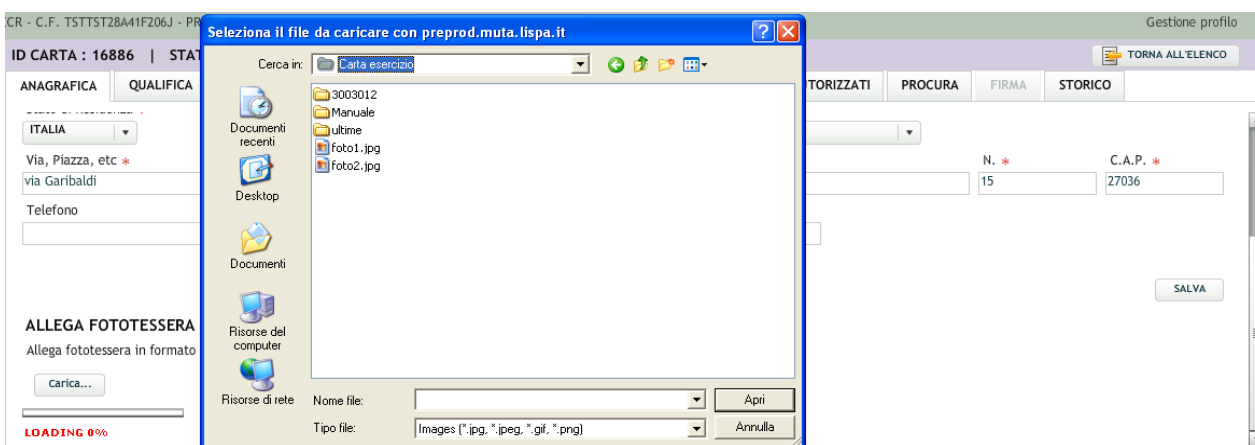 CR - C.F. TSTTST28A41F206J - PR
Gestione profilo
ID CARTA : 16886 | STAT
TORNA ALL'ELENCO
ANAGRAFICA QUALIFICA TORIZZATI PROCURA FIRMA STORICO
ITALIA
Via, Piazza, etc *
N. *
C.A.P. *
via Garibaldi
15
27036
Telefono
SALVA
ALLEGA FOTOTESSERA
Allega fototessera in formato
Carica...
LOADING 0%
Seleziona il file da caricare con preprod.muta.lispa.it
Cerca in: Carta esercizio
Documenti recenti
Desktop
Documenti
Risorse del computer
Risorse di rete
3003012
Manuale
ultime
foto1.jpg
foto2.jpg
Nome file:
Apri
Tipo file: Images (*.jpg, *.jpeg, *.gif, *.png)
Annulla